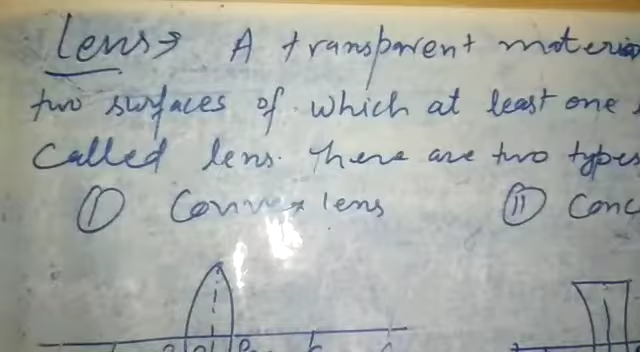 Lens→ A transparent
two surfaces of which at least one
Called lens. There are two types
(I) Convex lens (II) Conc